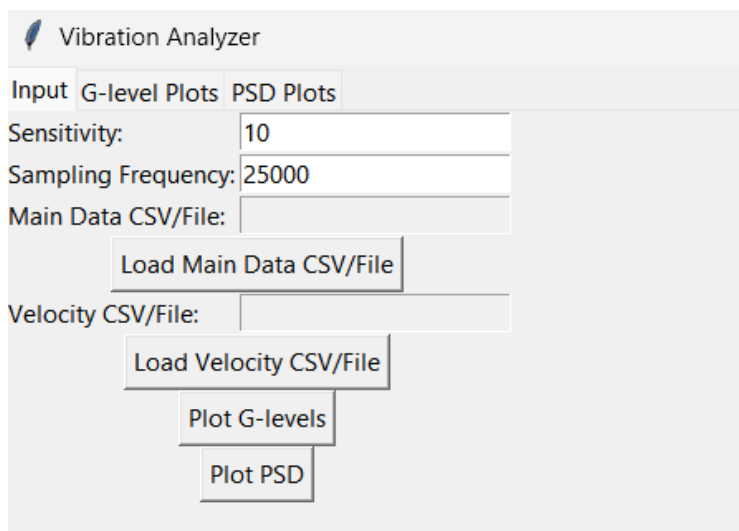 Vibration Analyzer
Input G-level Plots PSD Plots
Sensitivity: 10
Sampling Frequency: 25000
Main Data CSV/File:
Load Main Data CSV/File
Velocity CSV/File:
Load Velocity CSV/File
Plot G-levels
Plot PSD